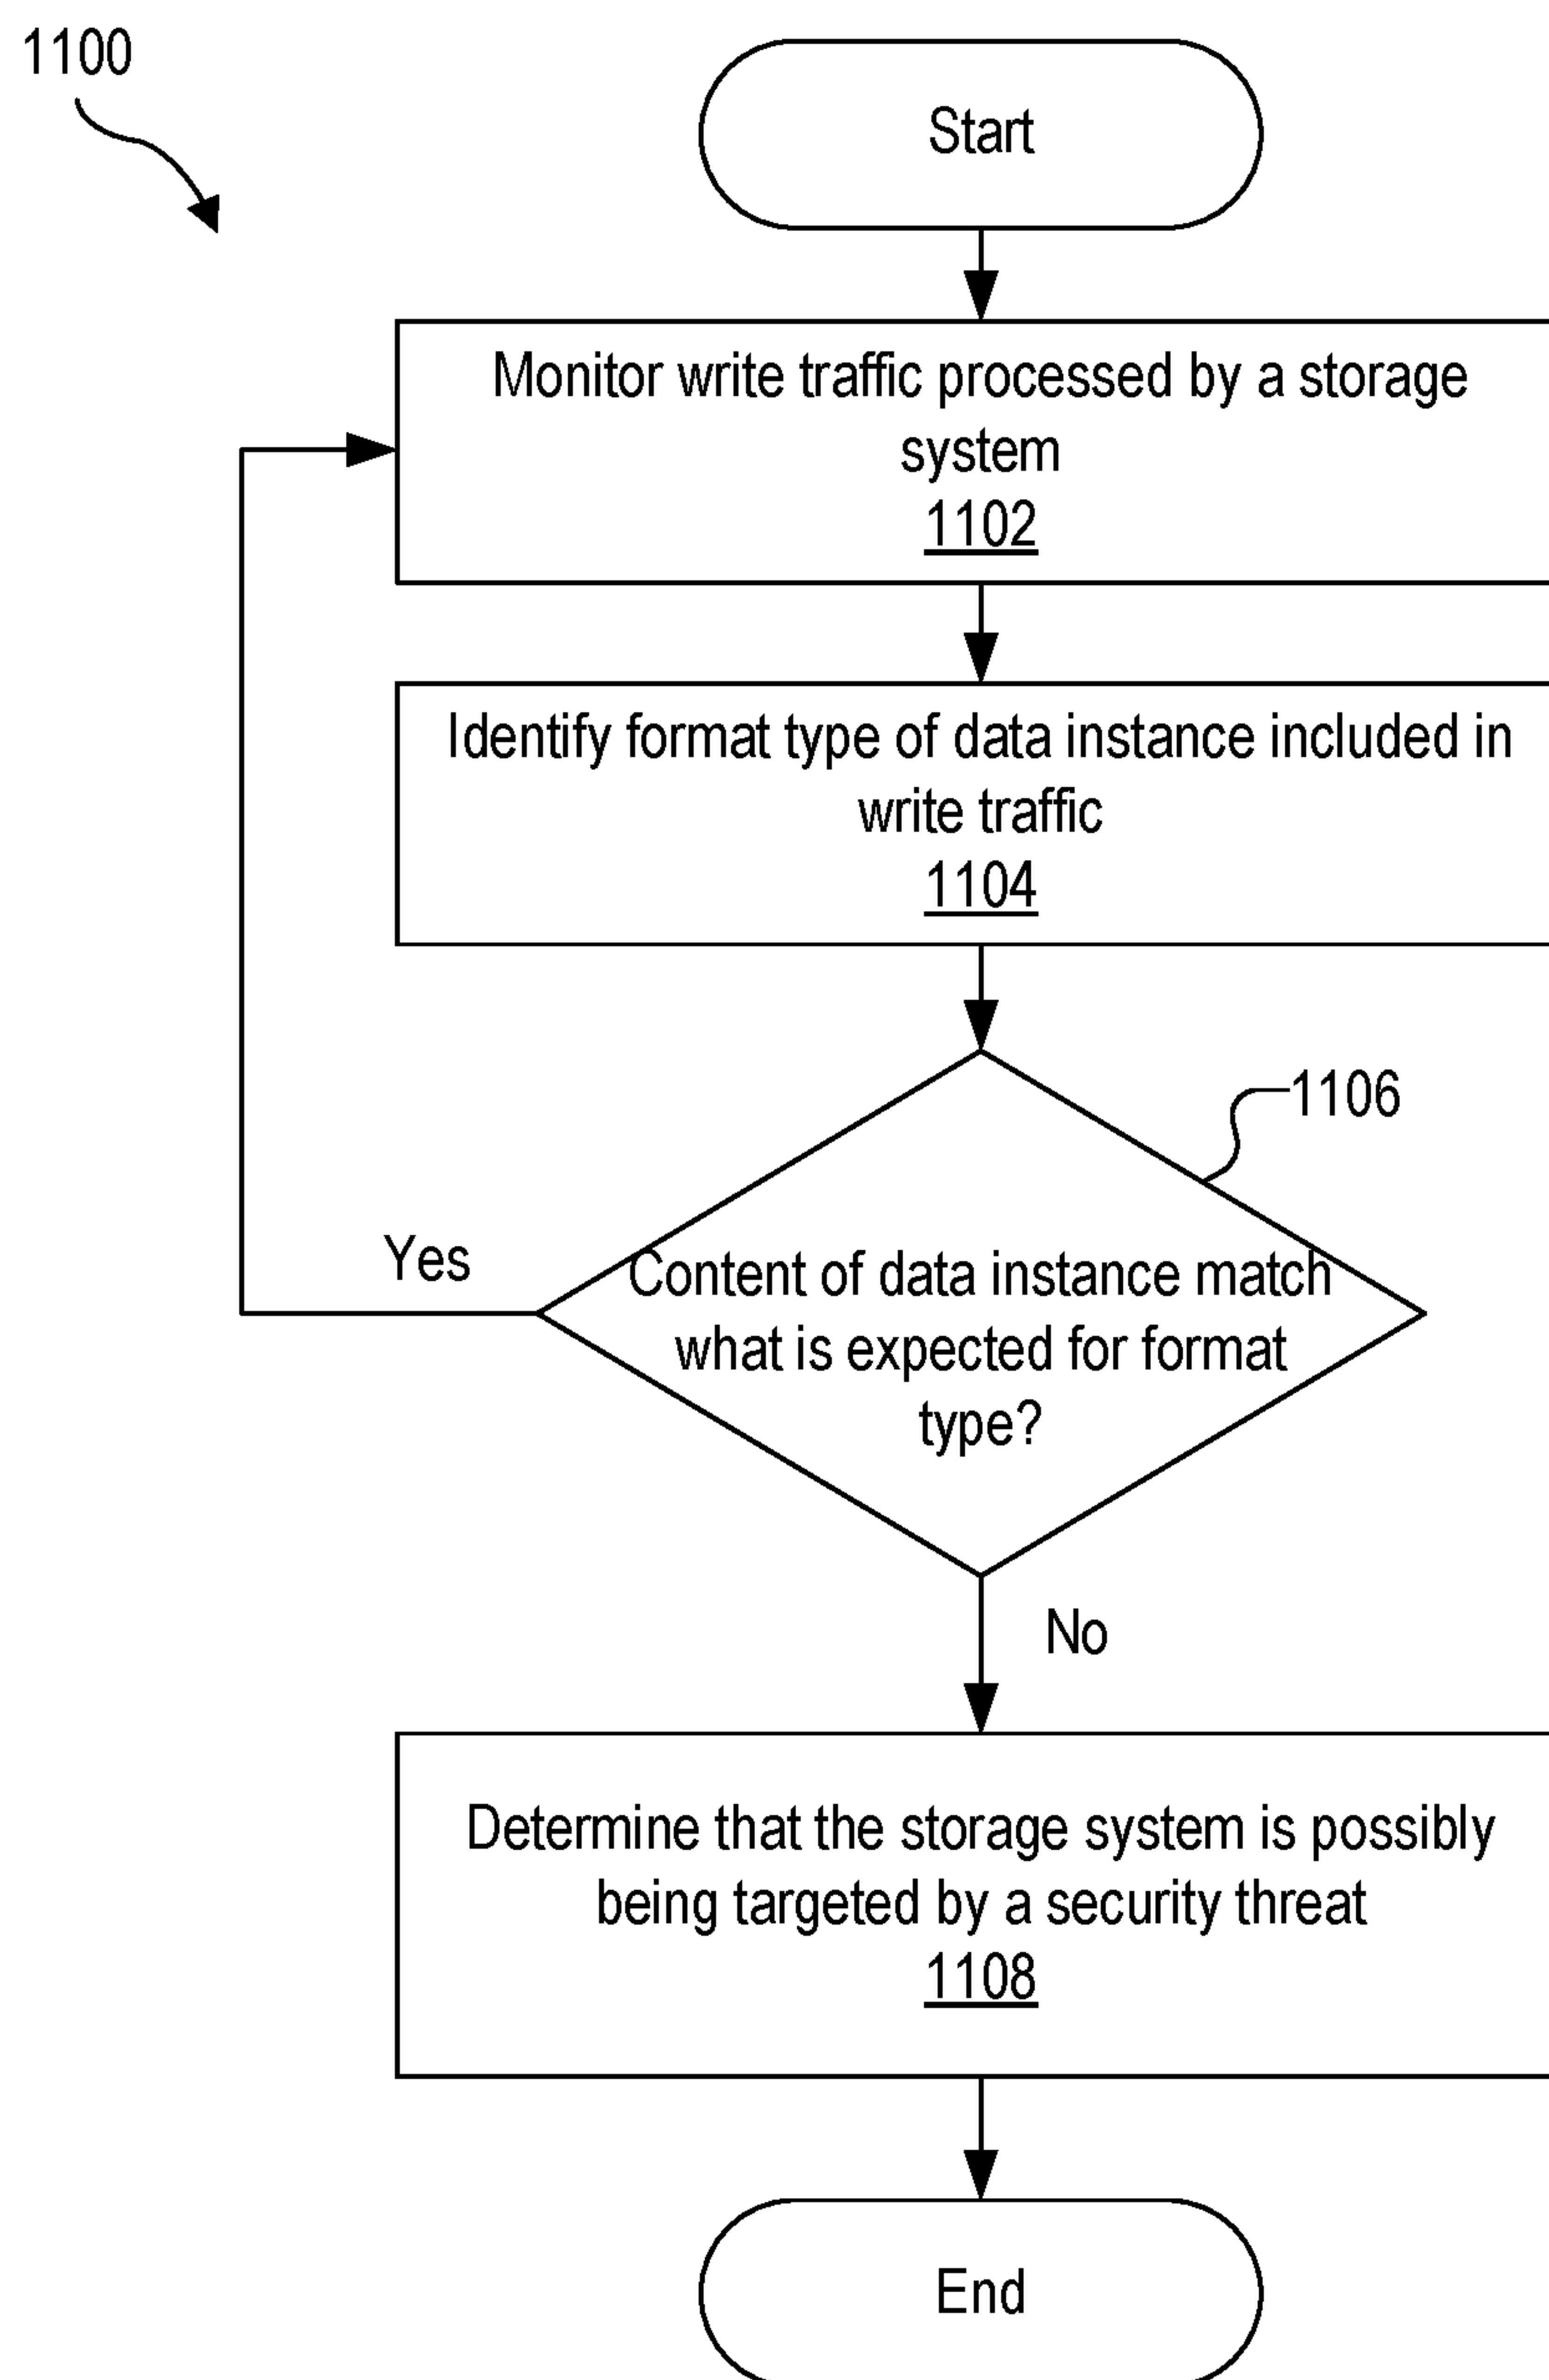 1100
Start
Monitor write traffic processed by a storage
system
1102
Identify format type of data instance included in
write traffic
1104
1106
Yes
Content of data instance match
what is expected for format
type?
No
Determine that the storage system is possibly
being targeted by a security threat
1108
End